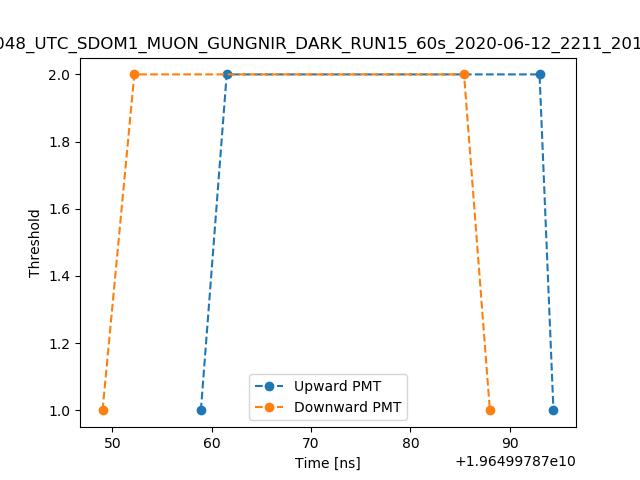 048_UTC_SDOM1_MUON_GUNGNIR_DARK_RUN15_60s_2020-06-12_2211_201
2.0
1.8
1.6
1.4
1.2
1.0
Threshold
Upward PMT
Downward PMT
50 60 70 80 90
Time [ns]
+1.96499787e10